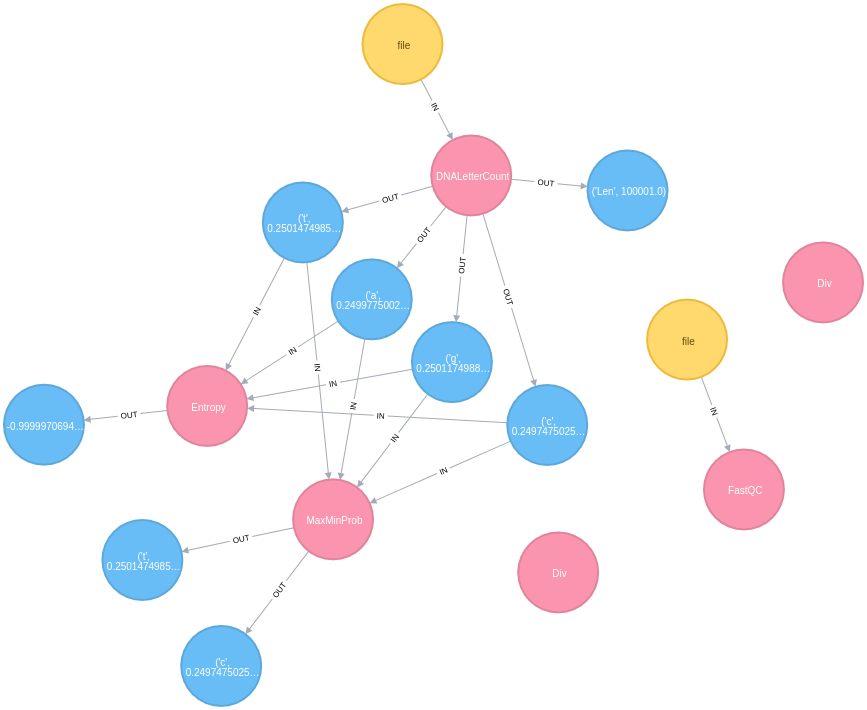 file
IN
DNALetterCount
OUT
('Len', 100001.0)
OUT
('t',
0.2501474985…
OUT
OUT
OUT
Div
('a',
0.2499775002…
IN
IN
file
('g',
0.2501174988…
IN
IN
IN
IN
IN
Entropy
OUT
-0.9999970694…
IN
('c',
0.2497475025…
IN
IN
FastQC
MaxMinProb
OUT
('t',
0.2501474985…
Div
OUT
('c',
0.2497475025…